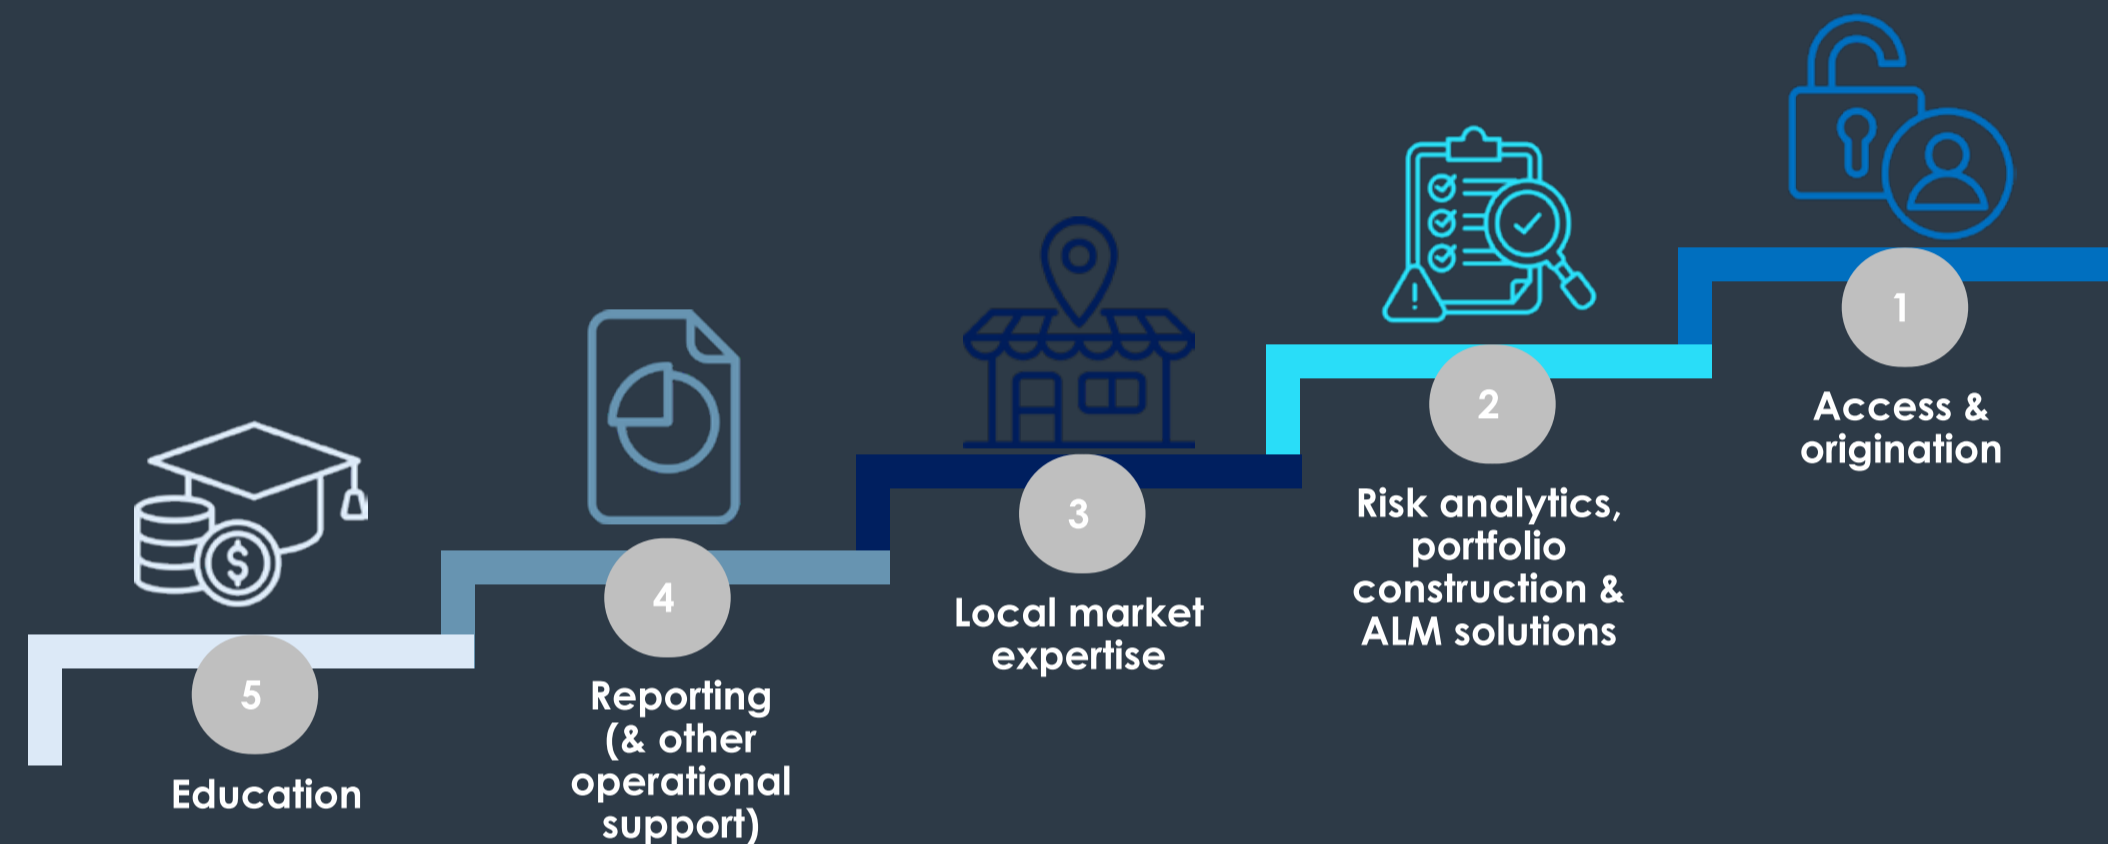 5
Education
4
Reporting
(& other
operational
support)
3
Local market
expertise
2
Risk analytics,
portfolio
construction &
ALM solutions
1
Access &
origination
$
!